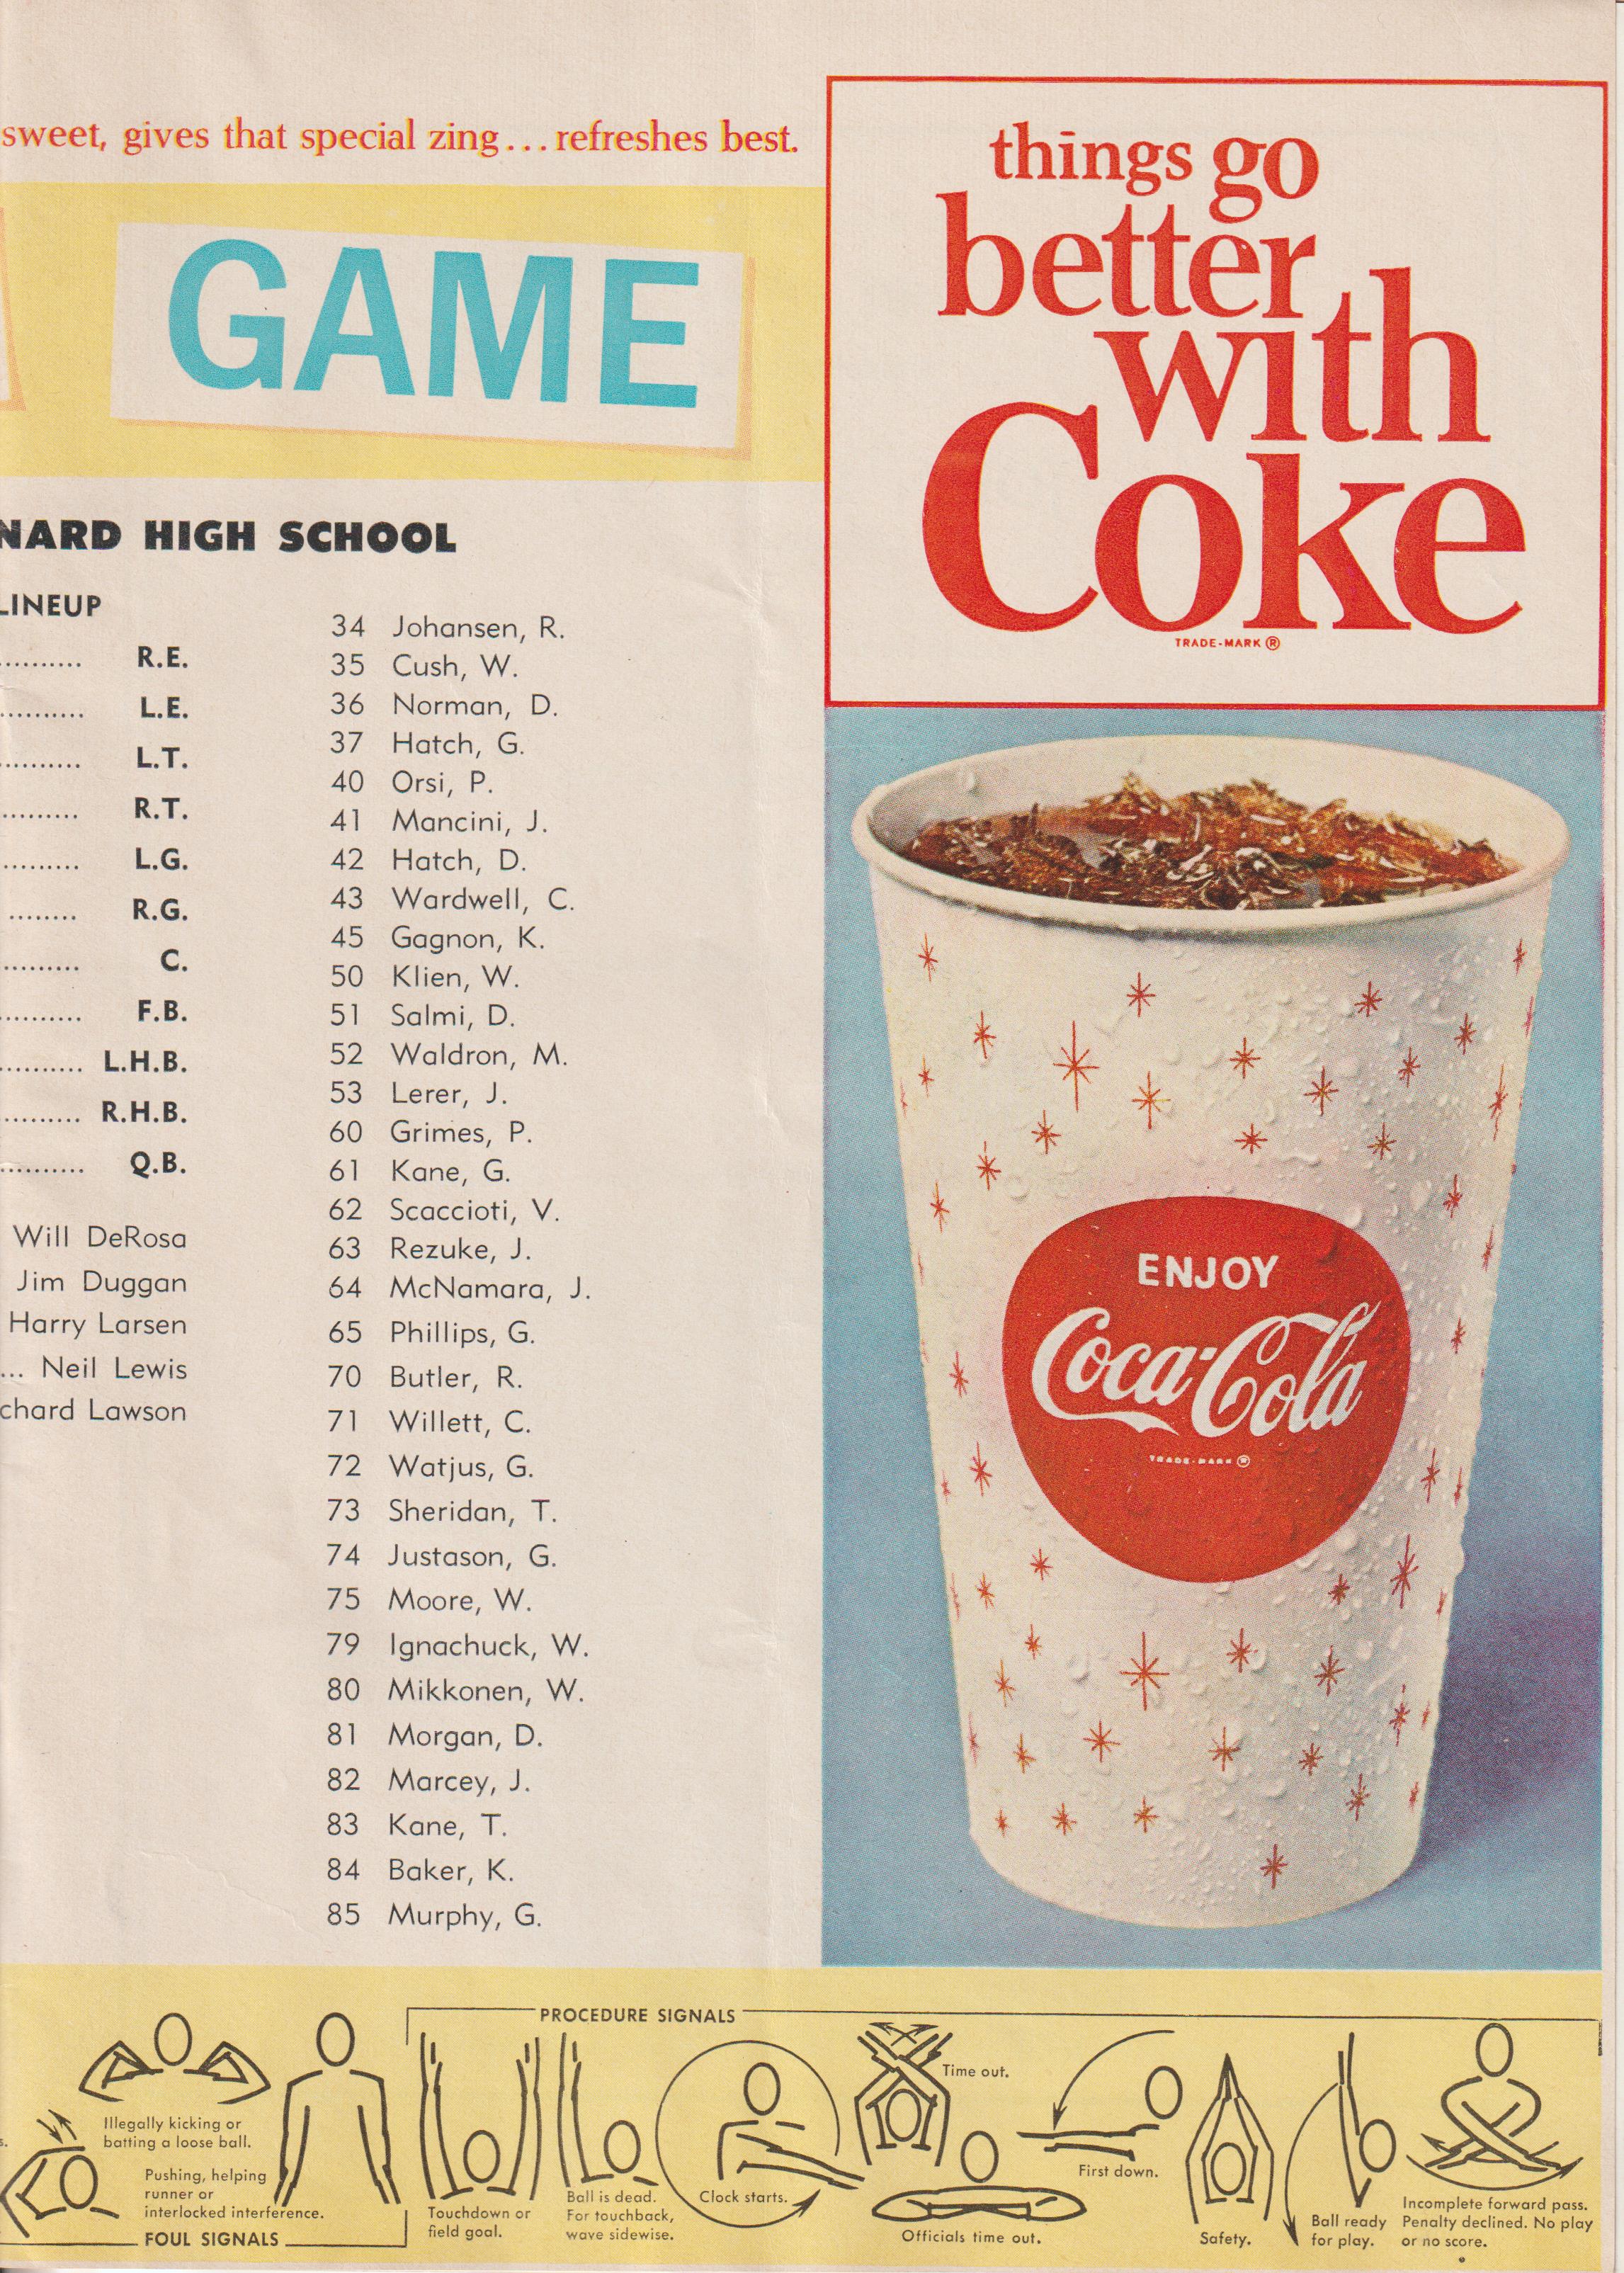 sweet, gives that special zing...refreshes best.
GAME
NARD HIGH SCHOOL
LINEUP
.......... R.E.
.......... L.E.
.......... L.T.
.......... R.T.
.......... L.G.
........ R.G.
.......... C.
.......... F.B.
.......... L.H.B.
.......... R.H.B.
.......... Q.B.
Will DeRosa
Jim Duggan
Harry Larsen
... Neil Lewis
chard Lawson
34 Johansen, R.
35 Cush, W.
36 Norman, D.
37 Hatch, G.
40 Orsi, P.
41 Mancini, J.
42 Hatch, D.
43 Wardwell, C.
45 Gagnon, K.
50 Klien, W.
51 Salmi, D.
52 Waldron, M.
53 Lerer, J.
60 Grimes, P.
61 Kane, G.
62 Scaccioti, V.
63 Rezuke, J.
64 McNamara, J.
65 Phillips, G.
70 Butler, R.
71 Willett, C.
72 Watjus, G.
73 Sheridan, T.
74 Justason, G.
75 Moore, W.
79 Ignachuck, W.
80 Mikkonen, W.
81 Morgan, D.
82 Marcey, J.
83 Kane, T.
84 Baker, K.
85 Murphy, G.
things go
better
with
Coke
TRADE-MARK ®
ENJOY
Coca-Cola
TRADE-MARK ®
s.
Illegally kicking or
batting a loose ball.
Pushing, helping
runner or
interlocked interference.
FOUL SIGNALS
PROCEDURE SIGNALS
Touchdown or
field goal.
Ball is dead.
For touchback,
wave sidewise.
Clock starts.
Time out.
Officials time out.
First down.
Safety.
Ball ready
for play.
Incomplete forward pass.
Penalty declined. No play
or no score.